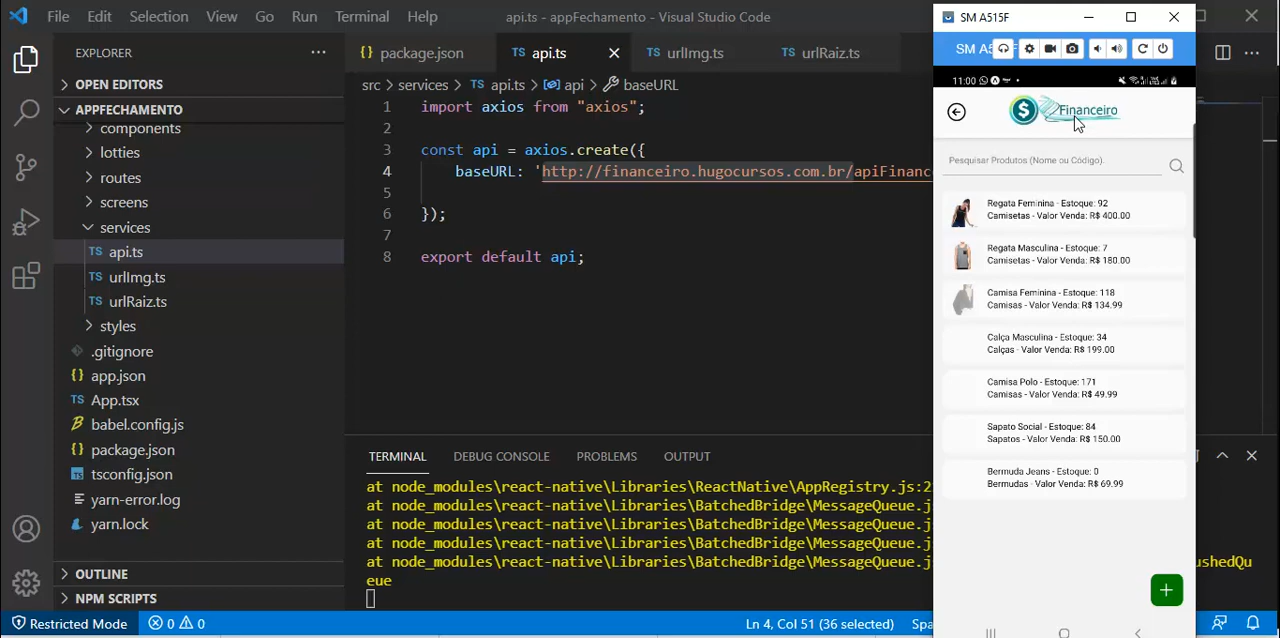 File Edit Selection View Go Run Terminal Help
api.ts - appFechamento - Visual Studio Code
EXPLORER
OPEN EDITORS
APPFECHAMENTO
components
lotties
routes
screens
services
TS api.ts
TS urlImg.ts
TS urlRaiz.ts
styles
.gitignore
{} app.json
TS App.tsx
babel.config.js
{} package.json
tsconfig.json
yarn-error.log
yarn.lock
OUTLINE
NPM SCRIPTS
Restricted Mode
0 0
{} package.json TS api.ts TS urlImg.ts TS urlRaiz.ts
src > services > TS api.ts > api > baseURL
1 import axios from "axios";
2
3 const api = axios.create({
4 baseURL: 'http://financeiro.hugocursos.com.br/apiFinanc
5
6 });
7
8 export default api;
TERMINAL DEBUG CONSOLE PROBLEMS OUTPUT
at node_modules\react-native\Libraries\ReactNative\AppRegistry.js:2
at node_modules\react-native\Libraries\BatchedBridge\MessageQueue.j
at node_modules\react-native\Libraries\BatchedBridge\MessageQueue.j
at node_modules\react-native\Libraries\BatchedBridge\MessageQueue.j
at node_modules\react-native\Libraries\BatchedBridge\MessageQueue.j
ushedQu
eue
Ln 4, Col 51 (36 selected) Spa
SM A515F
SM A5 F
11:00
$ Financeiro
Pesquisar Produtos (Nome ou Código).
Regata Feminina - Estoque: 92
Camisetas - Valor Venda: R$ 400.00
Regata Masculina - Estoque: 7
Camisetas - Valor Venda: R$ 180.00
Camisa Feminina - Estoque: 118
Camisas - Valor Venda: R$ 134.99
Calça Masculina - Estoque: 34
Calças - Valor Venda: R$ 199.00
Camisa Polo - Estoque: 171
Camisas - Valor Venda: R$ 49.99
Sapato Social - Estoque: 84
Sapatos - Valor Venda: R$ 150.00
Bermuda Jeans - Estoque: 0
Bermudas - Valor Venda: R$ 69.99